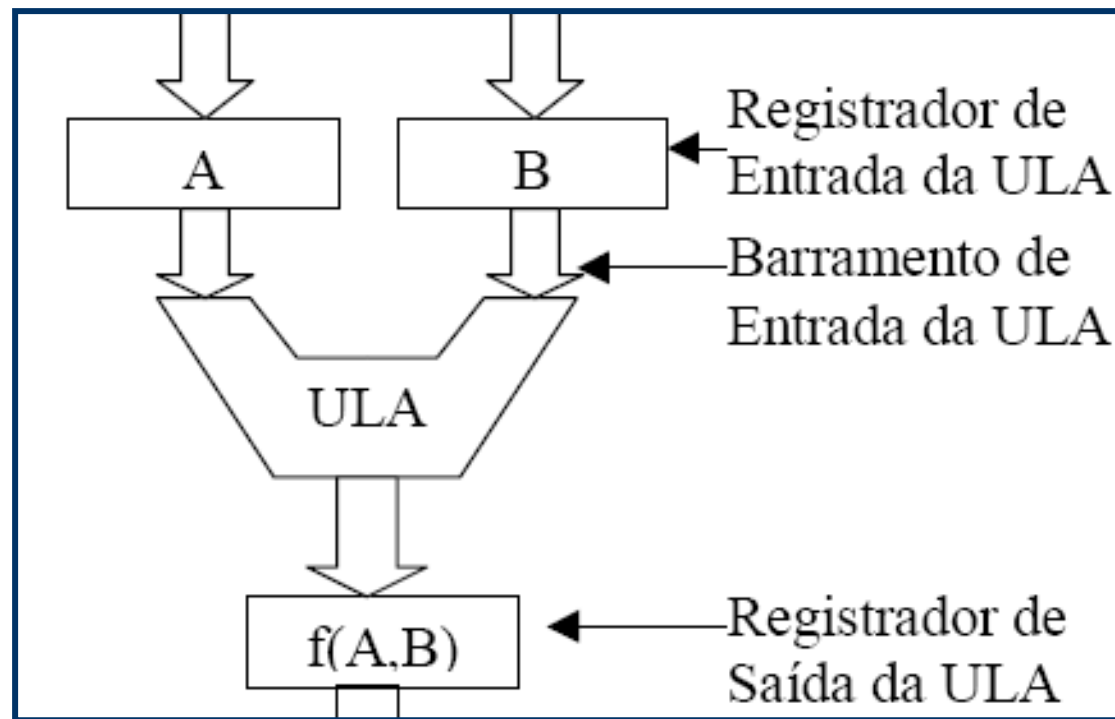 Registrador de
Entrada da ULA
A
B
Barramento de
Entrada da ULA
ULA
Registrador de
Saída da ULA
f(A,B)